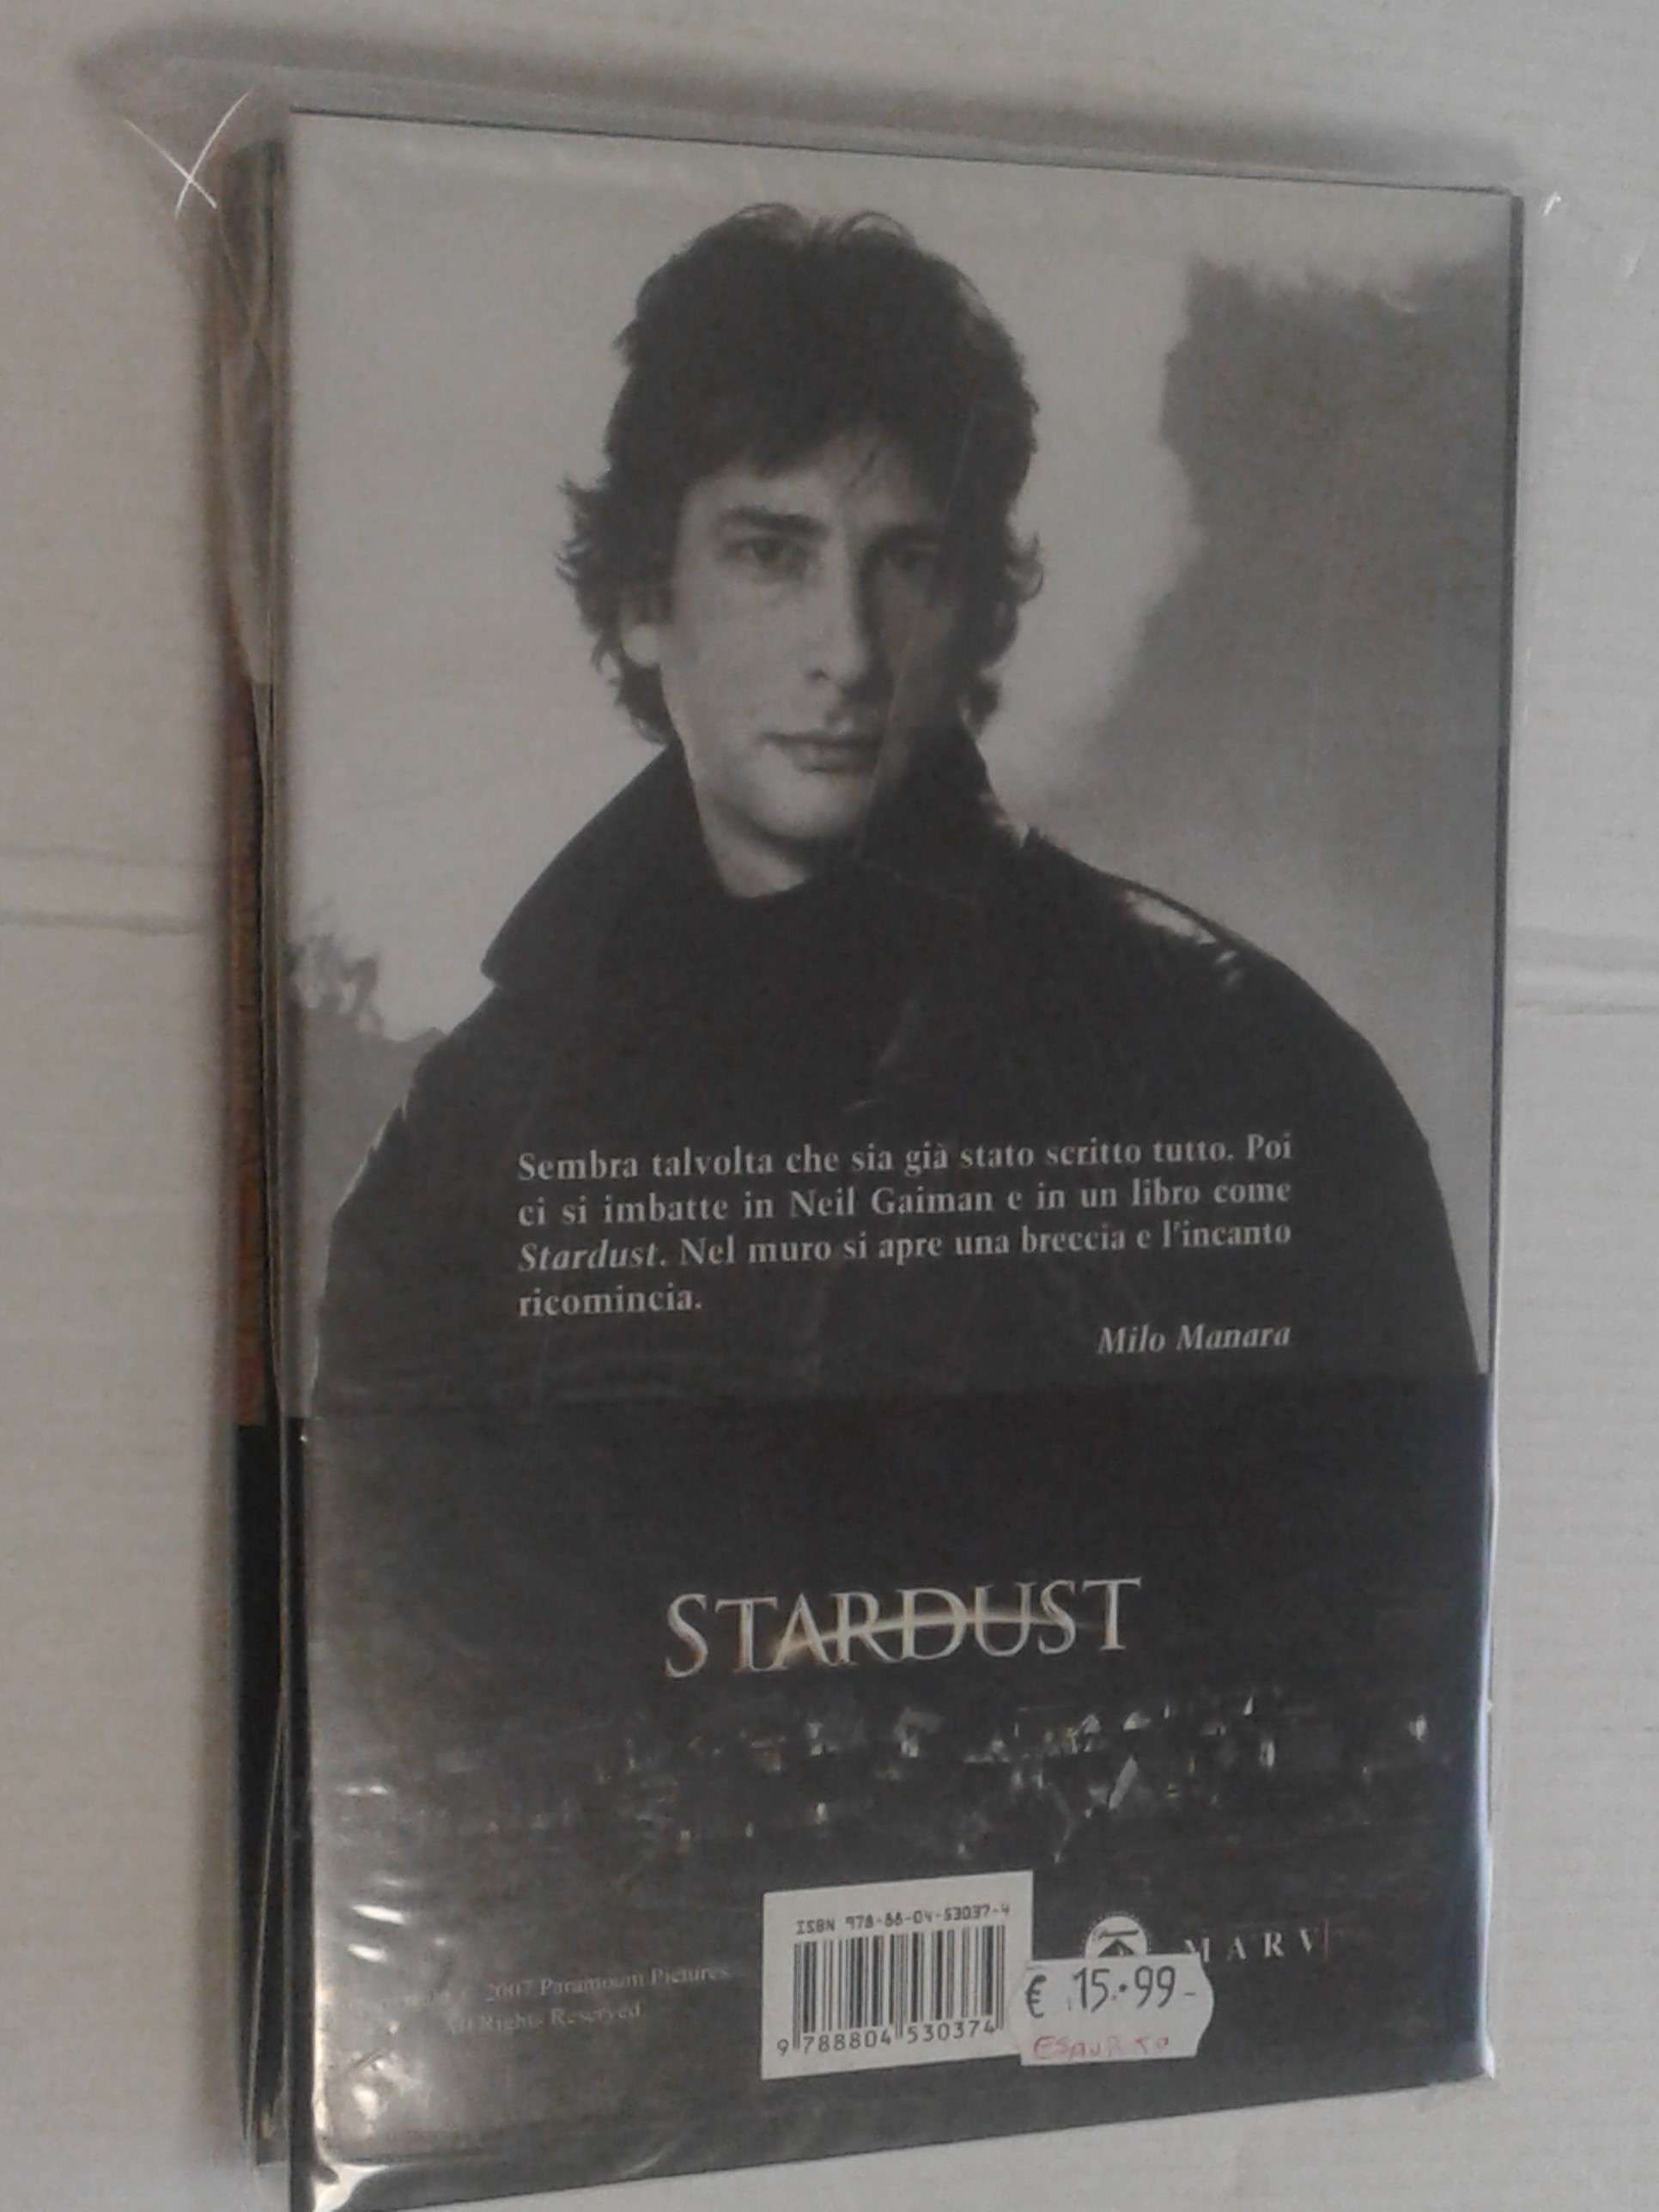 Sembra talvolta che sia già stato scritto tutto. Poi
ci si imbatte in Neil Gaiman e in un libro come
Stardust. Nel muro si apre una breccia e l'incanto
ricomincia.
Milo Manara
STARDUST
ISBN 978-88-04-53037-4
9 788804 530374
MARV
€ 15.99
ESAURITO
2007 Paramount Pictures
All Rights Reserved